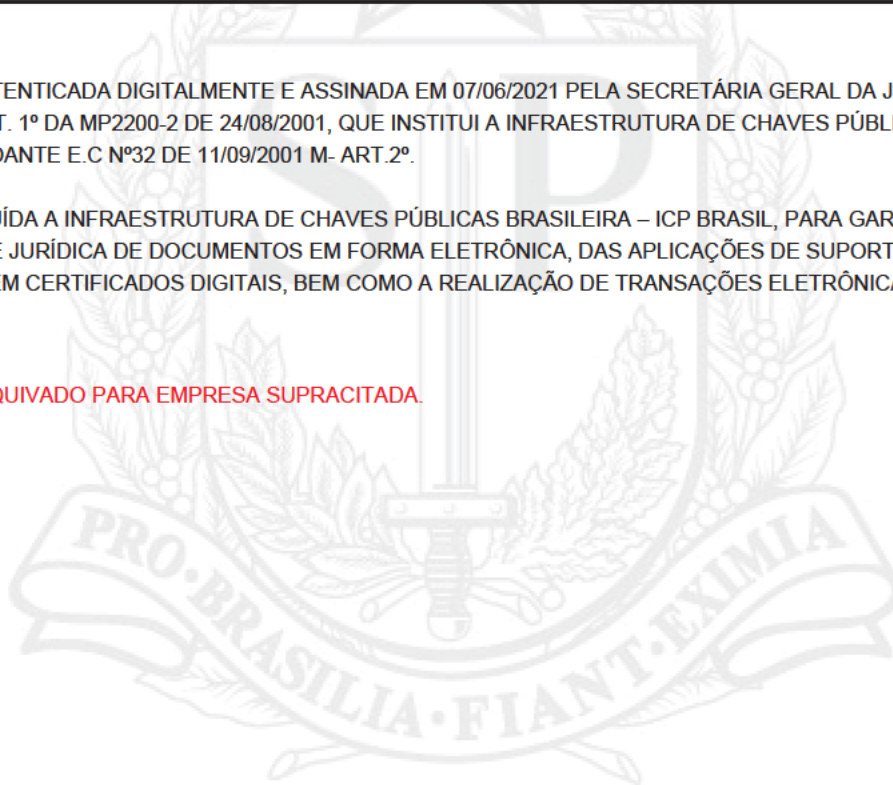 TENTICADA DIGITALMENTE E ASSINADA EM 07/06/2021 PELA SECRETÁRIA GERAL DA J
T. 1º DA MP2200-2 DE 24/08/2001, QUE INSTITUI A INFRAESTRUTURA DE CHAVES PÚBL
DANTE E.C Nº32 DE 11/09/2001 M- ART.2º.
UÍDA A INFRAESTRUTURA DE CHAVES PÚBLICAS BRASILEIRA – ICP BRASIL, PARA GAR
E JURÍDICA DE DOCUMENTOS EM FORMA ELETRÔNICA, DAS APLICAÇÕES DE SUPORT
EM CERTIFICADOS DIGITAIS, BEM COMO A REALIZAÇÃO DE TRANSAÇÕES ELETRÔNICA
QUIVADO PARA EMPRESA SUPRACITADA.
SP
PRO·BRASILIA·FIANT·EXIMIA